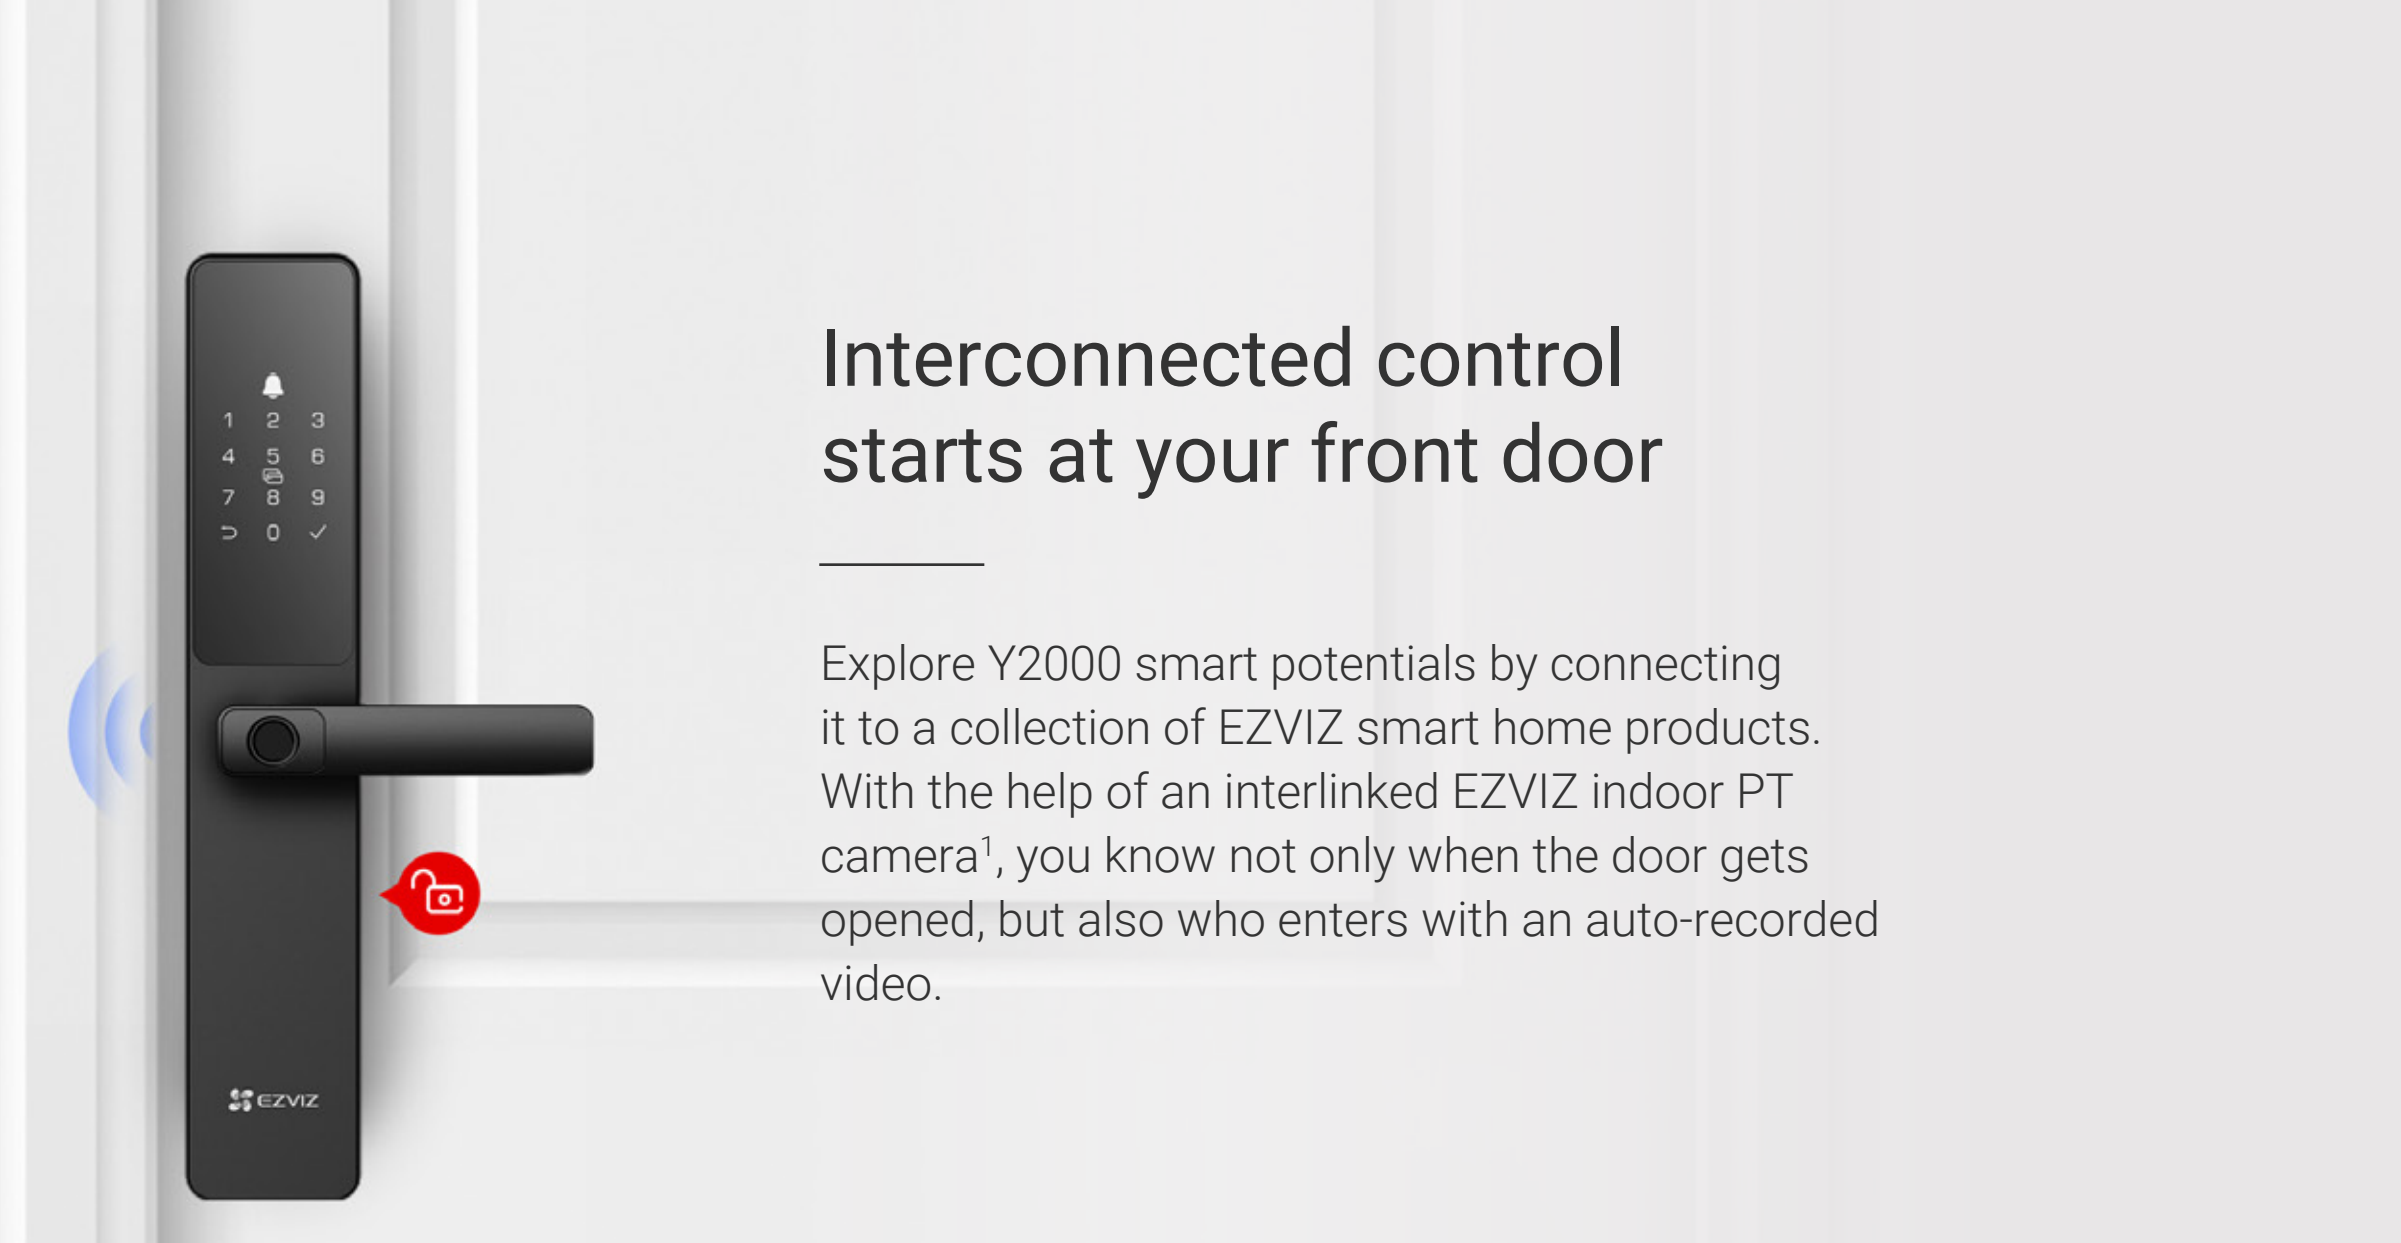 1 2 3
4 5 6
7 8 9
0
EZVIZ
Interconnected control
starts at your front door
Explore Y2000 smart potentials by connecting
it to a collection of EZVIZ smart home products.
With the help of an interlinked EZVIZ indoor PT
camera¹, you know not only when the door gets
opened, but also who enters with an auto-recorded
video.